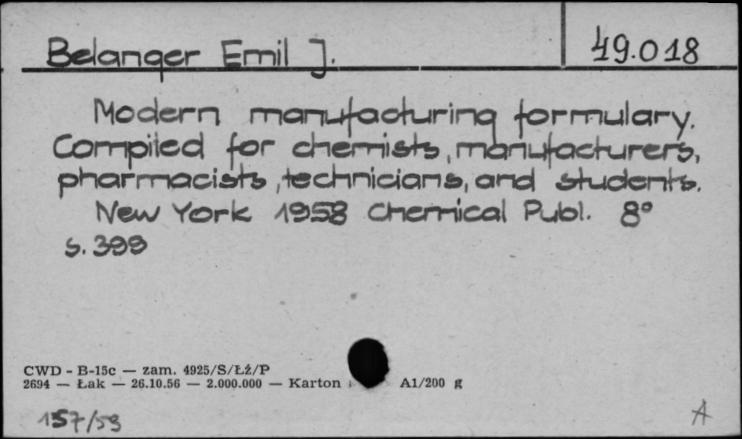 Belanger Emil J.
49.018
Modern manufacturing formulary.
Compiled for chemists, manufacturers,
pharmacists, technicians, and students.
New York 1958 Chemical Publ. 8°
s. 399
CWD - B-15c — zam. 4925/S/Łź/P
2694 — Łak — 26.10.56 — 2.000.000 — Karton A1/200 g
157/59
A